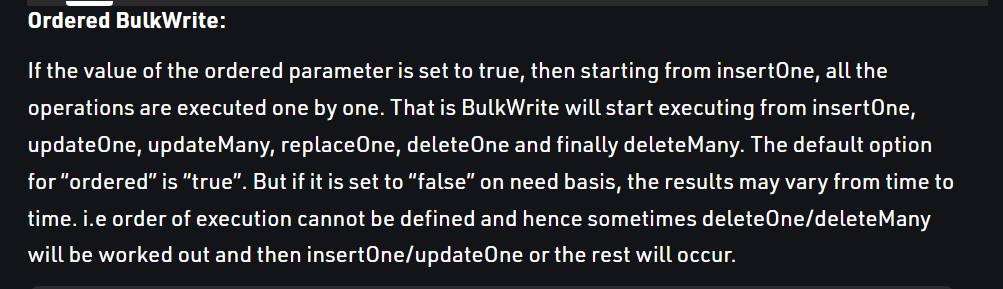 Ordered BulkWrite:
If the value of the ordered parameter is set to true, then starting from insertOne, all the
operations are executed one by one. That is BulkWrite will start executing from insertOne,
updateOne, updateMany, replaceOne, deleteOne and finally deleteMany. The default option
for “ordered” is “true”. But if it is set to “false” on need basis, the results may vary from time to
time. i.e order of execution cannot be defined and hence sometimes deleteOne/deleteMany
will be worked out and then insertOne/updateOne or the rest will occur.